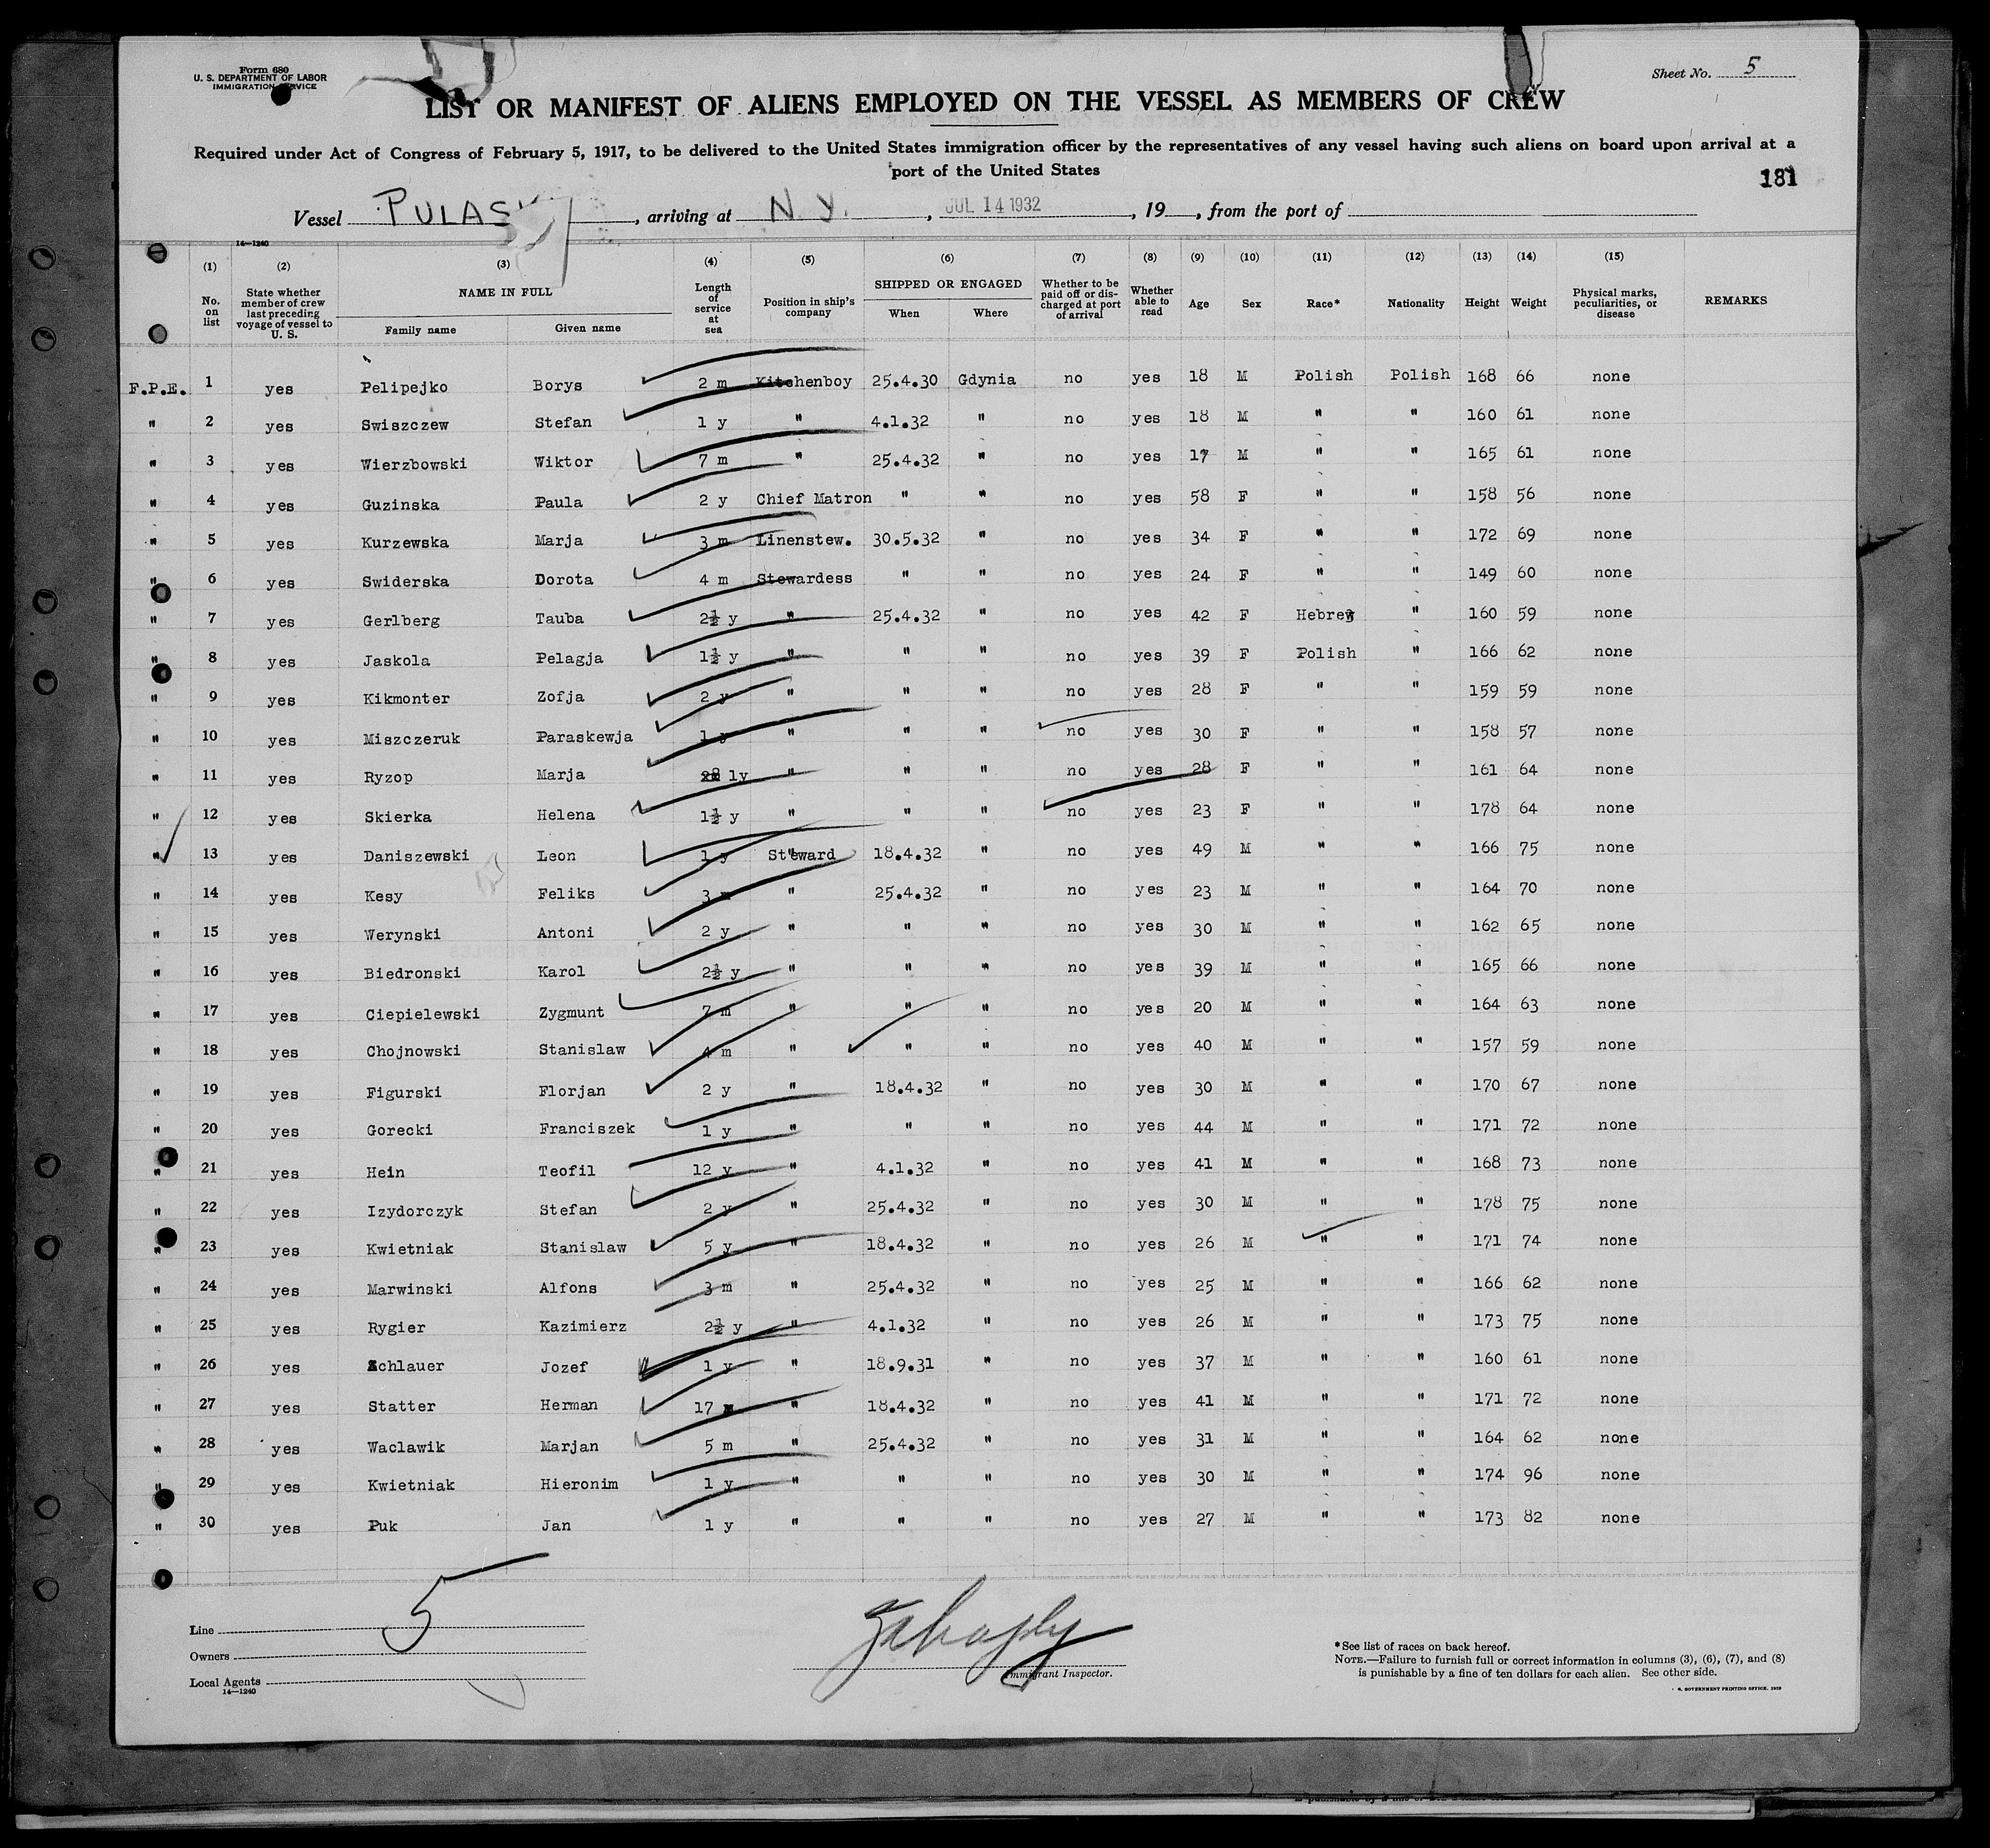 Form 680
U. S. DEPARTMENT OF LABOR
IMMIGRATION SERVICE
Sheet No. 5
LIST OR MANIFEST OF ALIENS EMPLOYED ON THE VESSEL AS MEMBERS OF CREW
Required under Act of Congress of February 5, 1917, to be delivered to the United States immigration officer by the representatives of any vessel having such aliens on board upon arrival at a
port of the United States
181
Vessel PULASK, arriving at N. Y., JUL 14 1932, 19, from the port of
14—1240
(1) No. on list (2) State whether member of crew last preceding voyage of vessel to U. S. (3) NAME IN FULL Family name Given name (4) Length of service at sea (5) Position in ship's company (6) SHIPPED OR ENGAGED When Where (7) Whether to be paid off or discharged at port of arrival (8) Whether able to read (9) Age (10) Sex (11) Race* (12) Nationality (13) Height (14) Weight (15) Physical marks, peculiarities, or disease REMARKS
F.P.E. 1 yes Pelipejko Borys 2 m Kitchenboy 25.4.30 Gdynia no yes 18 M Polish Polish 168 66 none
" 2 yes Swiszczew Stefan 1 y " 4.1.32 " no yes 18 M " " 160 61 none
" 3 yes Wierzbowski Wiktor 7 m " 25.4.32 " no yes 17 M " " 165 61 none
" 4 yes Guzinska Paula 2 y Chief Matron " " no yes 58 F " " 158 56 none
" 5 yes Kurzewska Marja 3 m Linenstew. 30.5.32 " no yes 34 F " " 172 69 none
" 6 yes Swiderska Dorota 4 m Stewardess " " no yes 24 F " " 149 60 none
" 7 yes Gerlberg Tauba 2½ y " 25.4.32 " no yes 42 F Hebrew " 160 59 none
" 8 yes Jaskola Pelagja 1½ y " " " no yes 39 F Polish " 166 62 none
" 9 yes Kikmonter Zofja 2 y " " " no yes 28 F " " 159 59 none
" 10 yes Miszczeruk Paraskewja 1 y " " " no yes 30 F " " 158 57 none
" 11 yes Ryzop Marja 1y " " " no yes 28 F " " 161 64 none
" 12 yes Skierka Helena 1½ y " " " no yes 23 F " " 178 64 none
" 13 yes Daniszewski Leon 1 y Steward 18.4.32 " no yes 49 M " " 166 75 none
" 14 yes Kesy Feliks 3 m " 25.4.32 " no yes 23 M " " 164 70 none
" 15 yes Werynski Antoni 2 y " " " no yes 30 M " " 162 65 none
" 16 yes Biedronski Karol 2½ y " " " no yes 39 M " " 165 66 none
" 17 yes Ciepielewski Zygmunt 7 m " " " no yes 20 M " " 164 63 none
" 18 yes Chojnowski Stanislaw 4 m " " " no yes 40 M " " 157 59 none
" 19 yes Figurski Florjan 2 y " 18.4.32 " no yes 30 M " " 170 67 none
" 20 yes Gorecki Franciszek 1 y " " " no yes 44 M " " 171 72 none
" 21 yes Hein Teofil 12 y " 4.1.32 " no yes 41 M " " 168 73 none
" 22 yes Izydorczyk Stefan 2 y " 25.4.32 " no yes 30 M " " 178 75 none
" 23 yes Kwietniak Stanislaw 5 y " 18.4.32 " no yes 26 M " " 171 74 none
" 24 yes Marwinski Alfons 3 m " 25.4.32 " no yes 25 M " " 166 62 none
" 25 yes Rygier Kazimierz 2½ y " 4.1.32 " no yes 26 M " " 173 75 none
" 26 yes Schlauer Jozef 1 y " 18.9.31 " no yes 37 M " " 160 61 none
" 27 yes Statter Herman 17 " 18.4.32 " no yes 41 M " " 171 72 none
" 28 yes Waclawik Marjan 5 m " 25.4.32 " no yes 31 M " " 164 62 none
" 29 yes Kwietniak Hieronim 1 y " " " no yes 30 M " " 174 96 none
" 30 yes Puk Jan 1 y " " " no yes 27 M " " 173 82 none
5
Line
Owners
Local Agents
14—1240
Immigrant Inspector.
*See list of races on back hereof.
NOTE.—Failure to furnish full or correct information in columns (3), (6), (7), and (8)
is punishable by a fine of ten dollars for each alien. See other side.
S. GOVERNMENT PRINTING OFFICE.